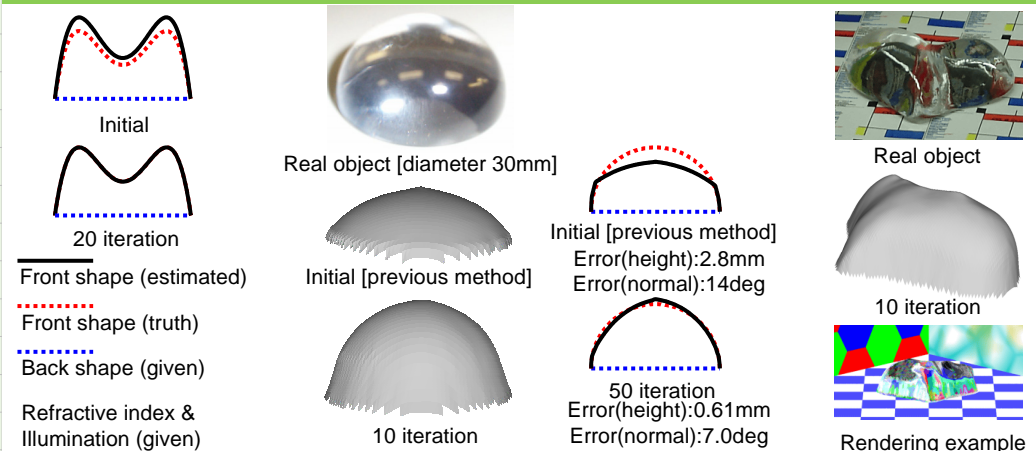 Initial
20 iteration
Front shape (estimated)
Front shape (truth)
Back shape (given)
Refractive index &
Illumination (given)
Real object [diameter 30mm]
Initial [previous method]
10 iteration
Initial [previous method]
Error(height):2.8mm
Error(normal):14deg
50 iteration
Error(height):0.61mm
Error(normal):7.0deg
Real object
10 iteration
Rendering example